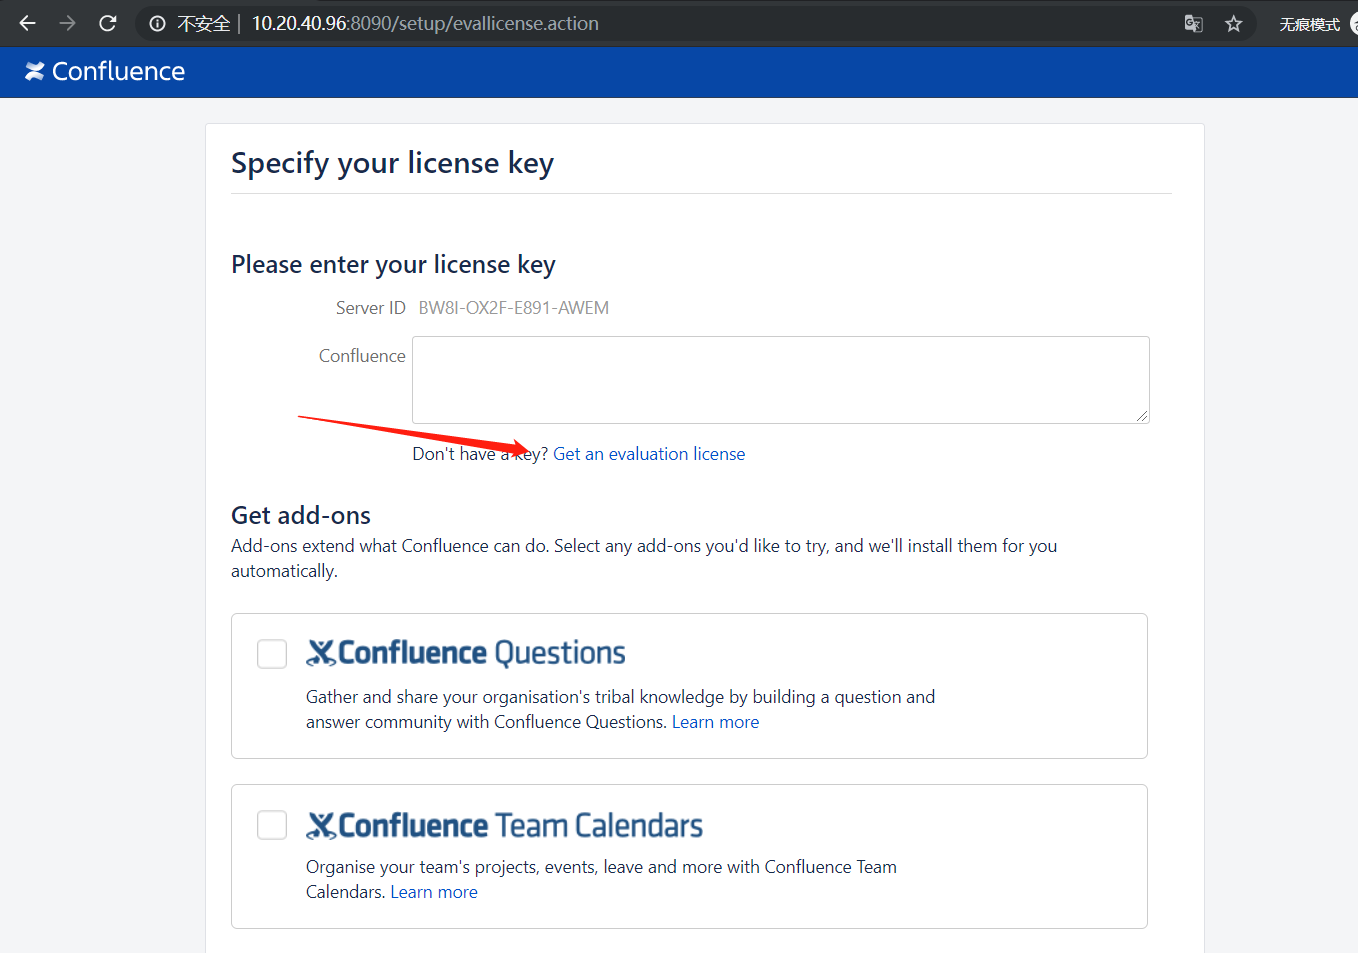 不安全 10.20.40.96:8090/setup/evallicense.action 无痕模式
Confluence
Specify your license key
Please enter your license key
Server ID BW8I-OX2F-E891-AWEM
Confluence
Don't have a key? Get an evaluation license
Get add-ons
Add-ons extend what Confluence can do. Select any add-ons you'd like to try, and we'll install them for you
automatically.
Confluence Questions
Gather and share your organisation's tribal knowledge by building a question and
answer community with Confluence Questions. Learn more
Confluence Team Calendars
Organise your team's projects, events, leave and more with Confluence Team
Calendars. Learn more